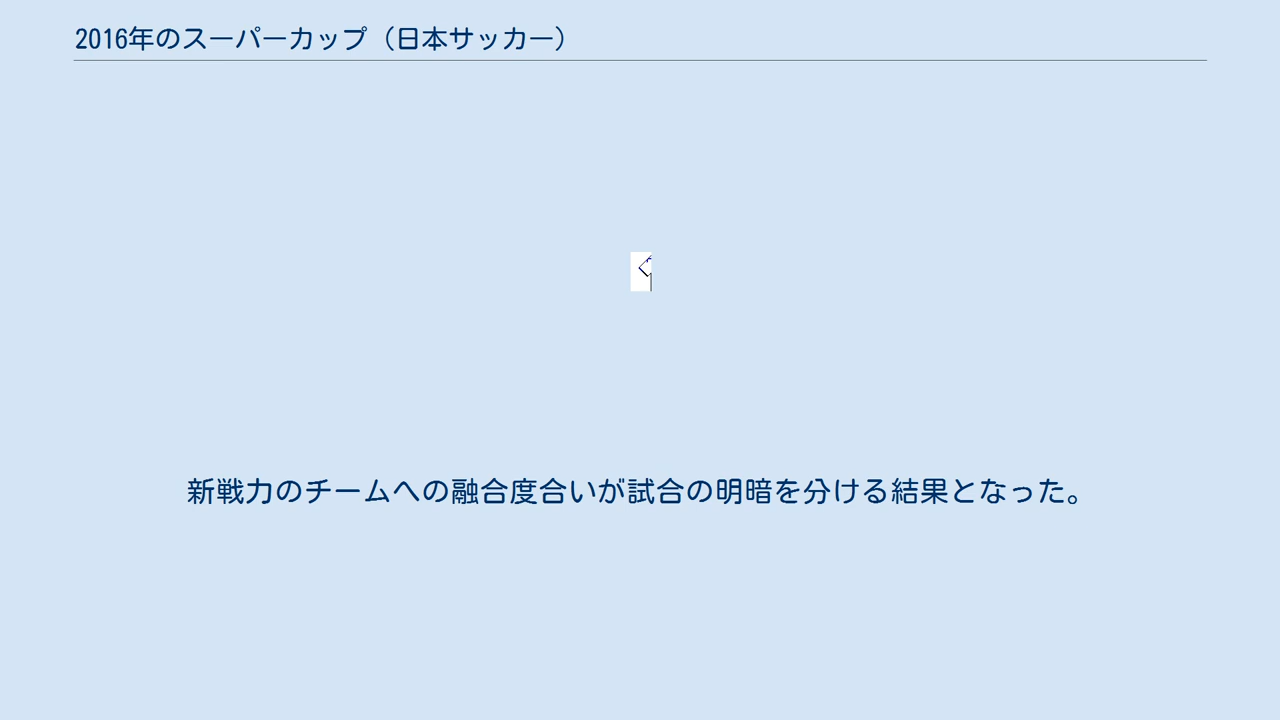 2016年のスーパーカップ（日本サッカー）
新戦力のチームへの融合度合いが試合の明暗を分ける結果となった。